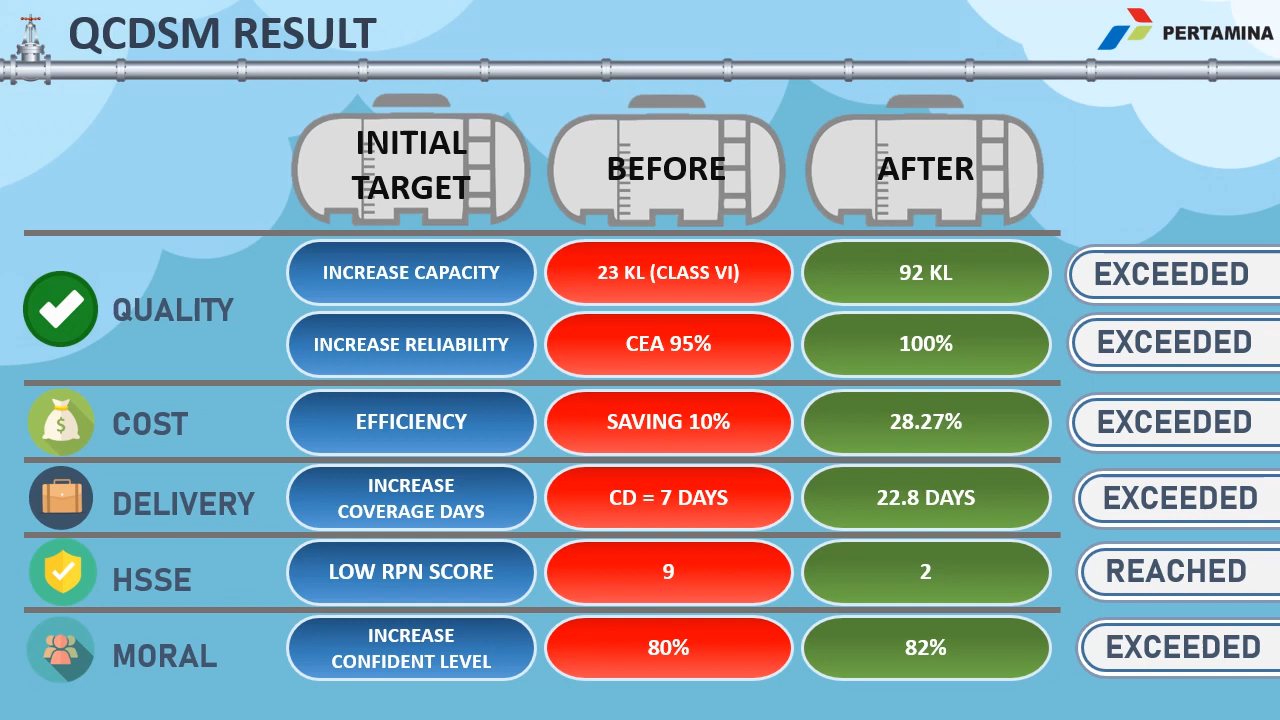 QCDSM RESULT
PERTAMINA
INITIAL
TARGET
BEFORE
AFTER
QUALITY
INCREASE CAPACITY
23 KL (CLASS VI)
92 KL
EXCEEDED
INCREASE RELIABILITY
CEA 95%
100%
EXCEEDED
COST
EFFICIENCY
SAVING 10%
28.27%
EXCEEDED
DELIVERY
INCREASE
COVERAGE DAYS
CD = 7 DAYS
22.8 DAYS
EXCEEDED
HSSE
LOW RPN SCORE
9
2
REACHED
MORAL
INCREASE
CONFIDENT LEVEL
80%
82%
EXCEEDED